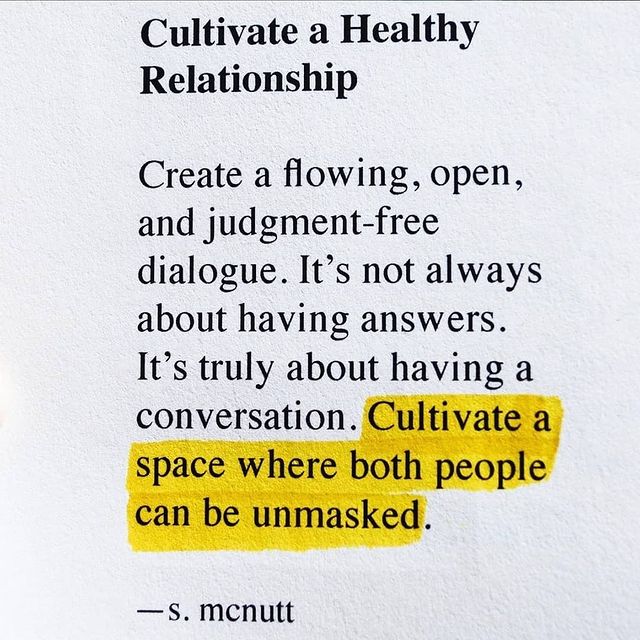 Cultivate a Healthy
Relationship
Create a flowing, open,
and judgment-free
dialogue. It’s not always
about having answers.
It’s truly about having a
conversation. Cultivate a
space where both people
can be unmasked.
—s. mcnutt